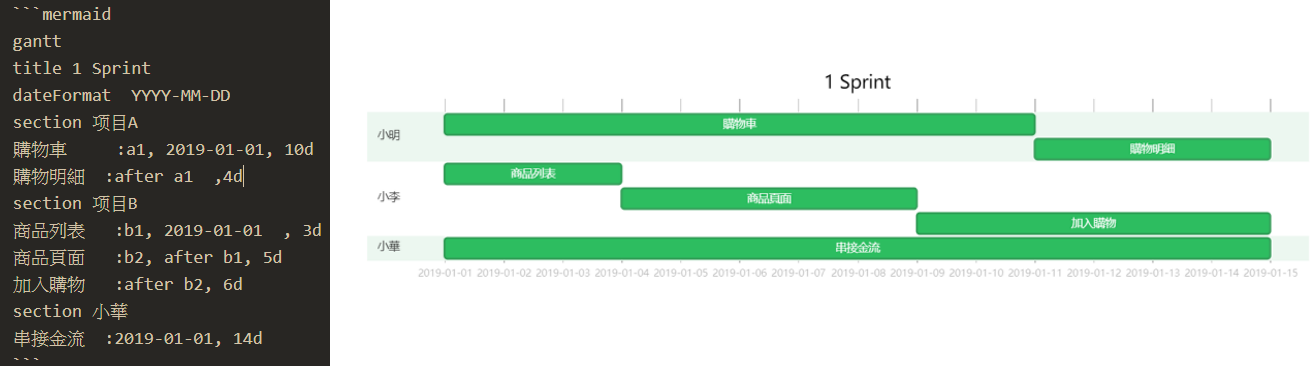 ```mermaid
gantt
title 1 Sprint
dateFormat  YYYY-MM-DD
section 项目A
購物車     :a1, 2019-01-01, 10d
購物明細  :after a1  ,4d
section 项目B
商品列表   :b1, 2019-01-01  , 3d
商品頁面   :b2, after b1, 5d
加入購物   :after b2, 6d
section 小華
串接金流  :2019-01-01, 14d
```
1 Sprint
小明
購物車
購物明細
小李
商品列表
商品頁面
加入購物
小華
串接金流
2019-01-01 2019-01-02 2019-01-03 2019-01-04 2019-01-05 2019-01-06 2019-01-07 2019-01-08 2019-01-09 2019-01-10 2019-01-11 2019-01-12 2019-01-13 2019-01-14 2019-01-15